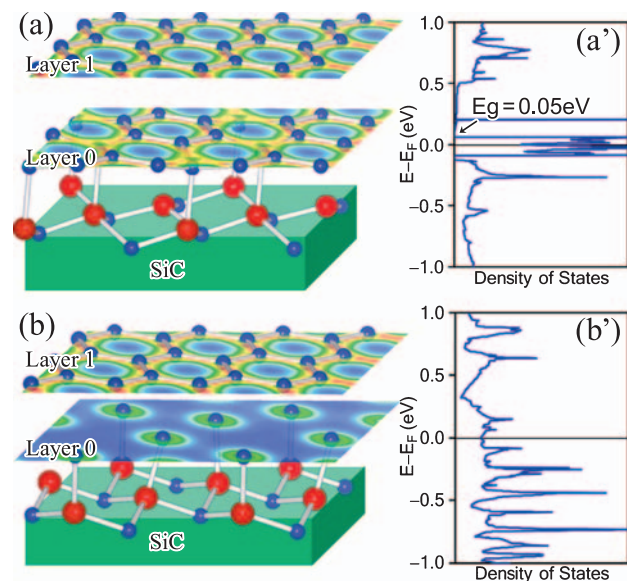 (a)
Layer 1
Layer 0
SiC
(a’)
1.0
0.5
0.0
−0.5
−1.0
E−E_F (eV)
Eg = 0.05eV
Density of States
(b)
Layer 1
Layer 0
SiC
(b’)
1.0
0.5
0.0
−0.5
−1.0
E−E_F (eV)
Density of States